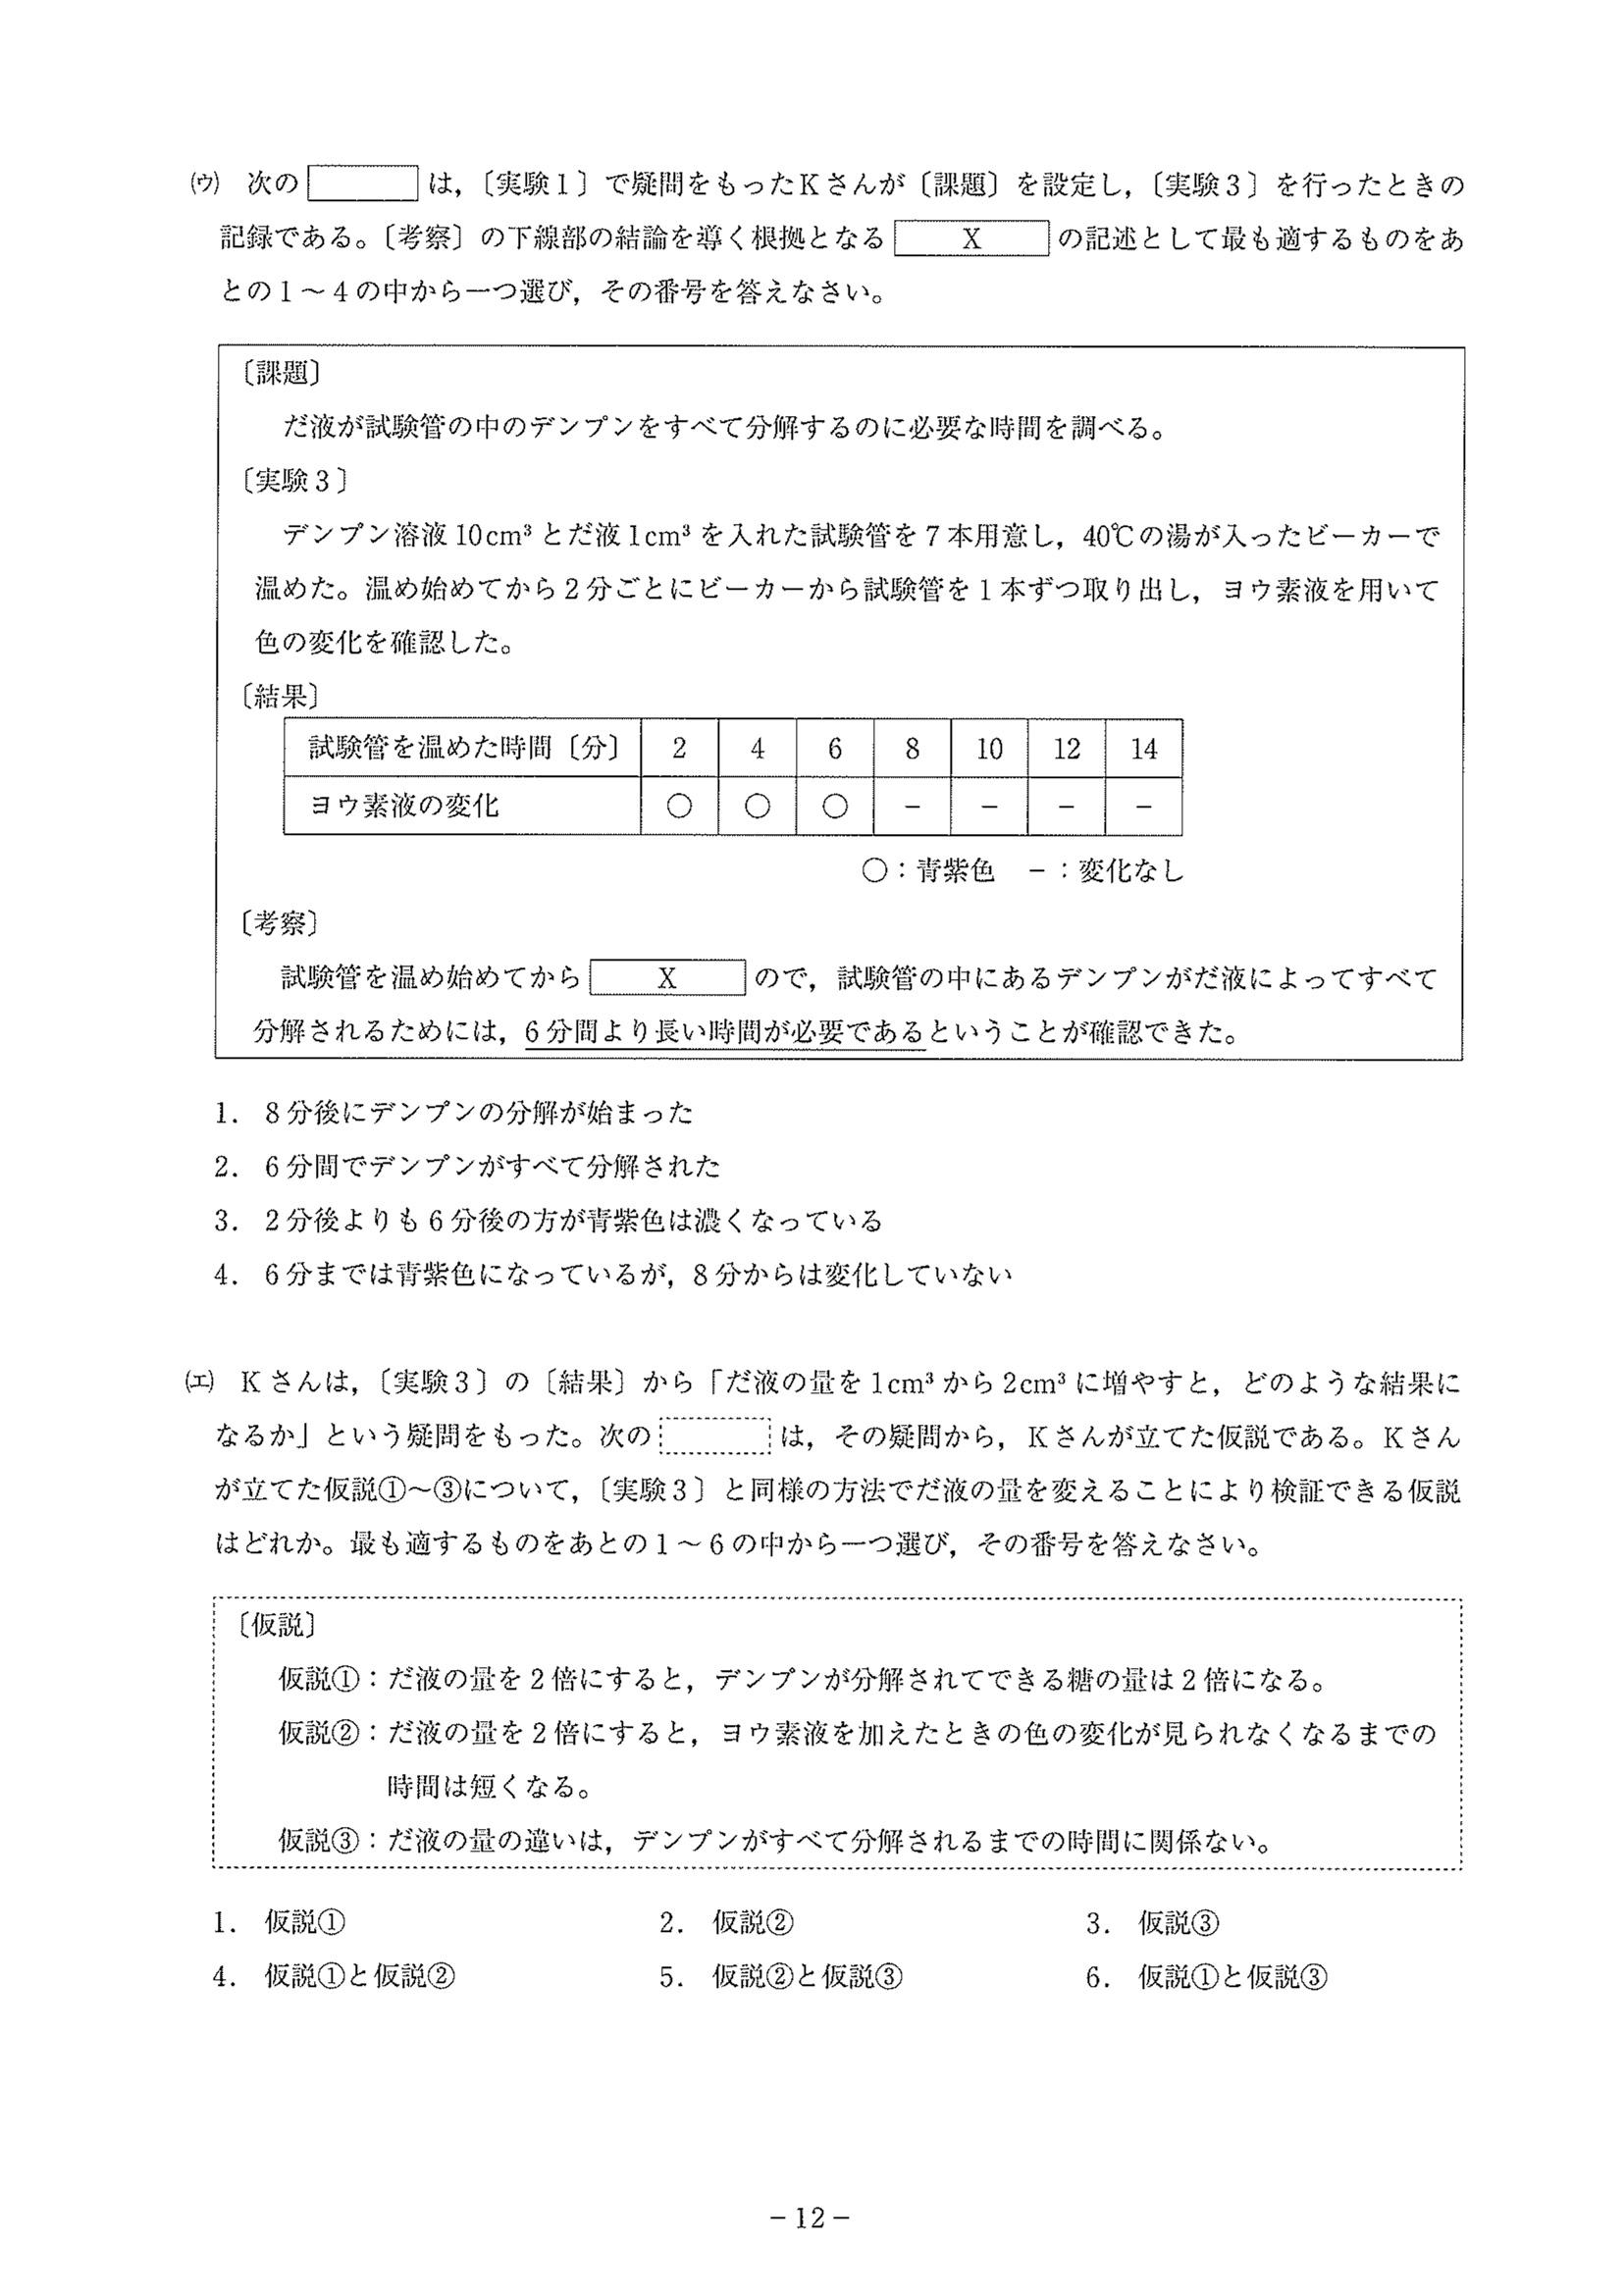 (ウ) 次の　　　は，〔実験1〕で疑問をもったKさんが〔課題〕を設定し，〔実験3〕を行ったときの
記録である。〔考察〕の下線部の結論を導く根拠となる　X　の記述として最も適するものをあ
との1～4の中から一つ選び，その番号を答えなさい。
〔課題〕
だ液が試験管の中のデンプンをすべて分解するのに必要な時間を調べる。
〔実験3〕
デンプン溶液10cm³とだ液1cm³を入れた試験管を7本用意し，40℃の湯が入ったビーカーで
温めた。温め始めてから2分ごとにビーカーから試験管を1本ずつ取り出し，ヨウ素液を用いて
色の変化を確認した。
〔結果〕
試験管を温めた時間〔分〕 2 4 6 8 10 12 14
ヨウ素液の変化 ○ ○ ○ － － － －
○：青紫色　－：変化なし
〔考察〕
試験管を温め始めてから　X　ので，試験管の中にあるデンプンがだ液によってすべて
分解されるためには，6分間より長い時間が必要であるということが確認できた。
1. 8分後にデンプンの分解が始まった
2. 6分間でデンプンがすべて分解された
3. 2分後よりも6分後の方が青紫色は濃くなっている
4. 6分までは青紫色になっているが，8分からは変化していない
(エ) Kさんは，〔実験3〕の〔結果〕から「だ液の量を1cm³から2cm³に増やすと，どのような結果に
なるか」という疑問をもった。次の　　　は，その疑問から，Kさんが立てた仮説である。Kさん
が立てた仮説①～③について，〔実験3〕と同様の方法でだ液の量を変えることにより検証できる仮説
はどれか。最も適するものをあとの1～6の中から一つ選び，その番号を答えなさい。
〔仮説〕
仮説①：だ液の量を2倍にすると，デンプンが分解されてできる糖の量は2倍になる。
仮説②：だ液の量を2倍にすると，ヨウ素液を加えたときの色の変化が見られなくなるまでの
時間は短くなる。
仮説③：だ液の量の違いは，デンプンがすべて分解されるまでの時間に関係ない。
1. 仮説①　2. 仮説②　3. 仮説③
4. 仮説①と仮説②　5. 仮説②と仮説③　6. 仮説①と仮説③
－12－